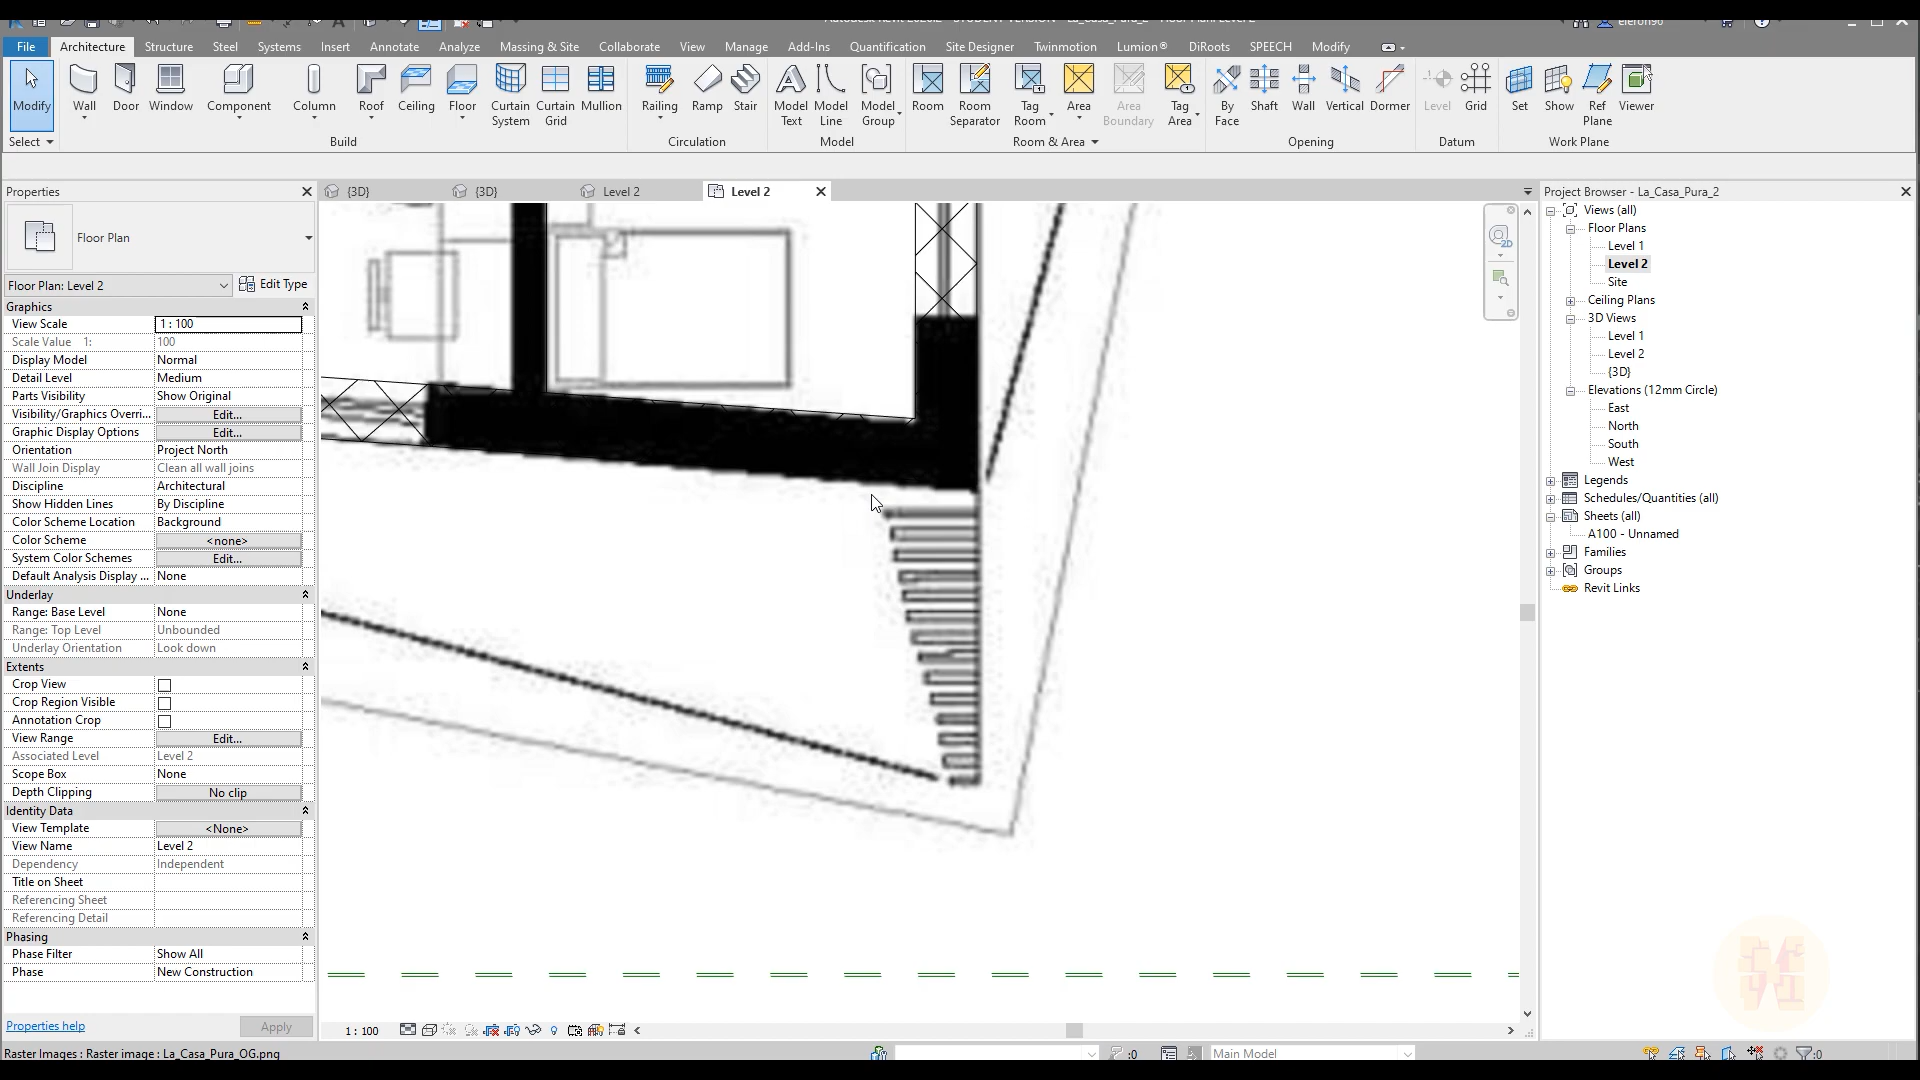 File Architecture Structure Steel Systems Insert Annotate Analyze Massing & Site Collaborate View Manage Add-Ins Quantification Site Designer Twinmotion Lumion® DiRoots SPEECH Modify
Modify Wall Door Window Component Column Roof Ceiling Floor Curtain System Curtain Grid Mullion Railing Ramp Stair Model Text Model Line Model Group Room Room Separator Tag Room Area Area Boundary Tag Area By Face Shaft Wall Vertical Dormer Level Grid Set Show Ref Plane Viewer
Select Build Circulation Model Room & Area Opening Datum Work Plane
Properties
{3D} {3D} Level 2 Level 2
Project Browser - La_Casa_Pura_2
Floor Plan
Floor Plan: Level 2 Edit Type
Graphics
View Scale 1 : 100
Scale Value 1: 100
Display Model Normal
Detail Level Medium
Parts Visibility Show Original
Visibility/Graphics Overri... Edit...
Graphic Display Options Edit...
Orientation Project North
Wall Join Display Clean all wall joins
Discipline Architectural
Show Hidden Lines By Discipline
Color Scheme Location Background
Color Scheme <none>
System Color Schemes Edit...
Default Analysis Display ... None
Underlay
Range: Base Level None
Range: Top Level Unbounded
Underlay Orientation Look down
Extents
Crop View
Crop Region Visible
Annotation Crop
View Range Edit...
Associated Level Level 2
Scope Box None
Depth Clipping No clip
Identity Data
View Template <None>
View Name Level 2
Dependency Independent
Title on Sheet
Referencing Sheet
Referencing Detail
Phasing
Phase Filter Show All
Phase New Construction
Properties help Apply
2D
Views (all)
Floor Plans
Level 1
Level 2
Site
Ceiling Plans
3D Views
Level 1
Level 2
{3D}
Elevations (12mm Circle)
East
North
South
West
Legends
Schedules/Quantities (all)
Sheets (all)
A100 - Unnamed
Families
Groups
Revit Links
1 : 100
Raster Images : Raster image : La_Casa_Pura_OG.png :0 Main Model :0